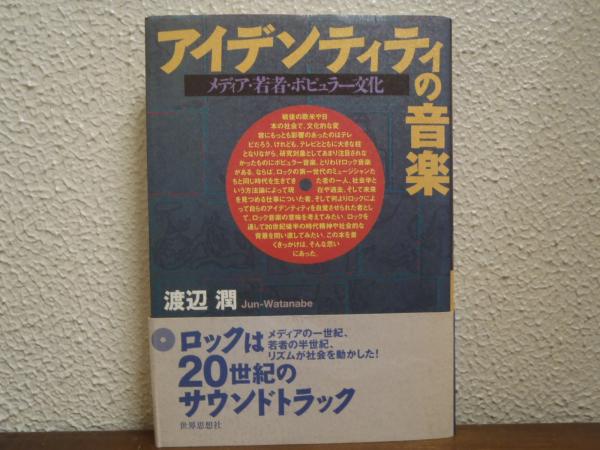 アイデンティティの音楽
メディア・若者・ポピュラー文化
戦後の欧米や日
本の社会で、文化的な変
容にもっとも影響のあったのはテレ
ビだろう。けれども、テレビとともに大きな柱
となりながら、研究対象としてあまり注目されな
かったものにポピュラー音楽、とりわけロック音楽
がある。ならば、ロックの第一世代のミュージシャンた
ちと同じ時代を生きてきた者の一人、社会学と
いう方法論によって現在や過去、そして未来
を見つめる仕事についた者、そして何よりロックによ
って自らのアイデンティティを自覚させられた者とし
て、ロック音楽の意味を考えてみたい。ロックを
通して20世紀後半の時代精神や社会的な
背景を問い直してみたい。この本を書
くきっかけは、そんな思い
にあった。
渡辺 潤 Jun-Watanabe
ロックは
メディアの一世紀、
若者の半世紀、
リズムが社会を動かした!
20世紀の
サウンドトラック
世界思想社